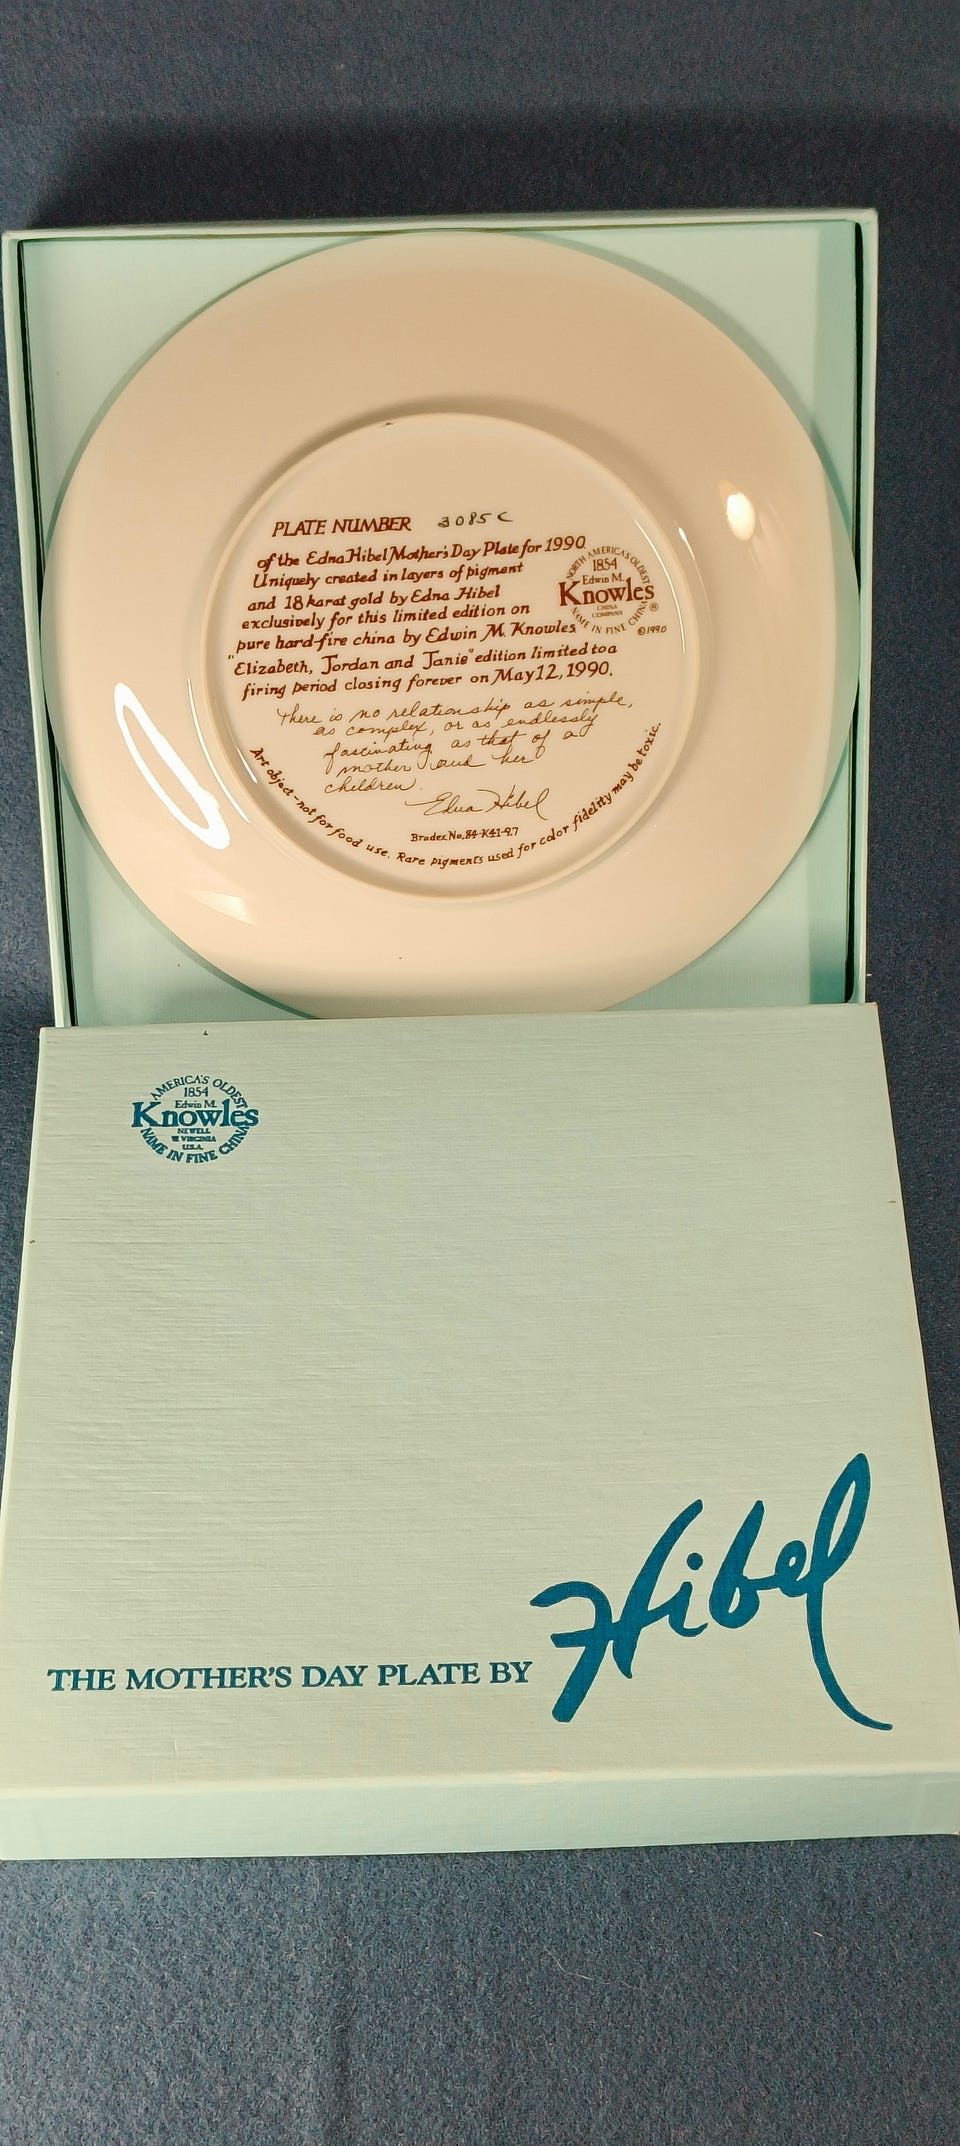 PLATE NUMBER 3085C
of the Edna Hibel Mother's Day Plate for 1990
Uniquely created in layers of pigment
and 18 karat gold by Edna Hibel
exclusively for this limited edition on
pure hard-fire china by Edwin M. Knowles
"Elizabeth, Jordan and Janie" edition limited to a
firing period closing forever on May 12, 1990.
NORTH AMERICA'S OLDEST
1854
Edwin M.
Knowles
CHINA
COMPANY
NAME IN FINE CHINA
®
©1990
There is no relationship as simple,
as complex, or as endlessly
fascinating as that of a
mother and her
children.
Edna Hibel
Bradex No. 84-K41-9.7
Art object-not for food use. Rare pigments used for color fidelity may be toxic.
AMERICA'S OLDEST
1854
Edwin M.
Knowles
NEWELL
W VIRGINIA
U.S.A.
NAME IN FINE CHINA
THE MOTHER'S DAY PLATE BY Hibel